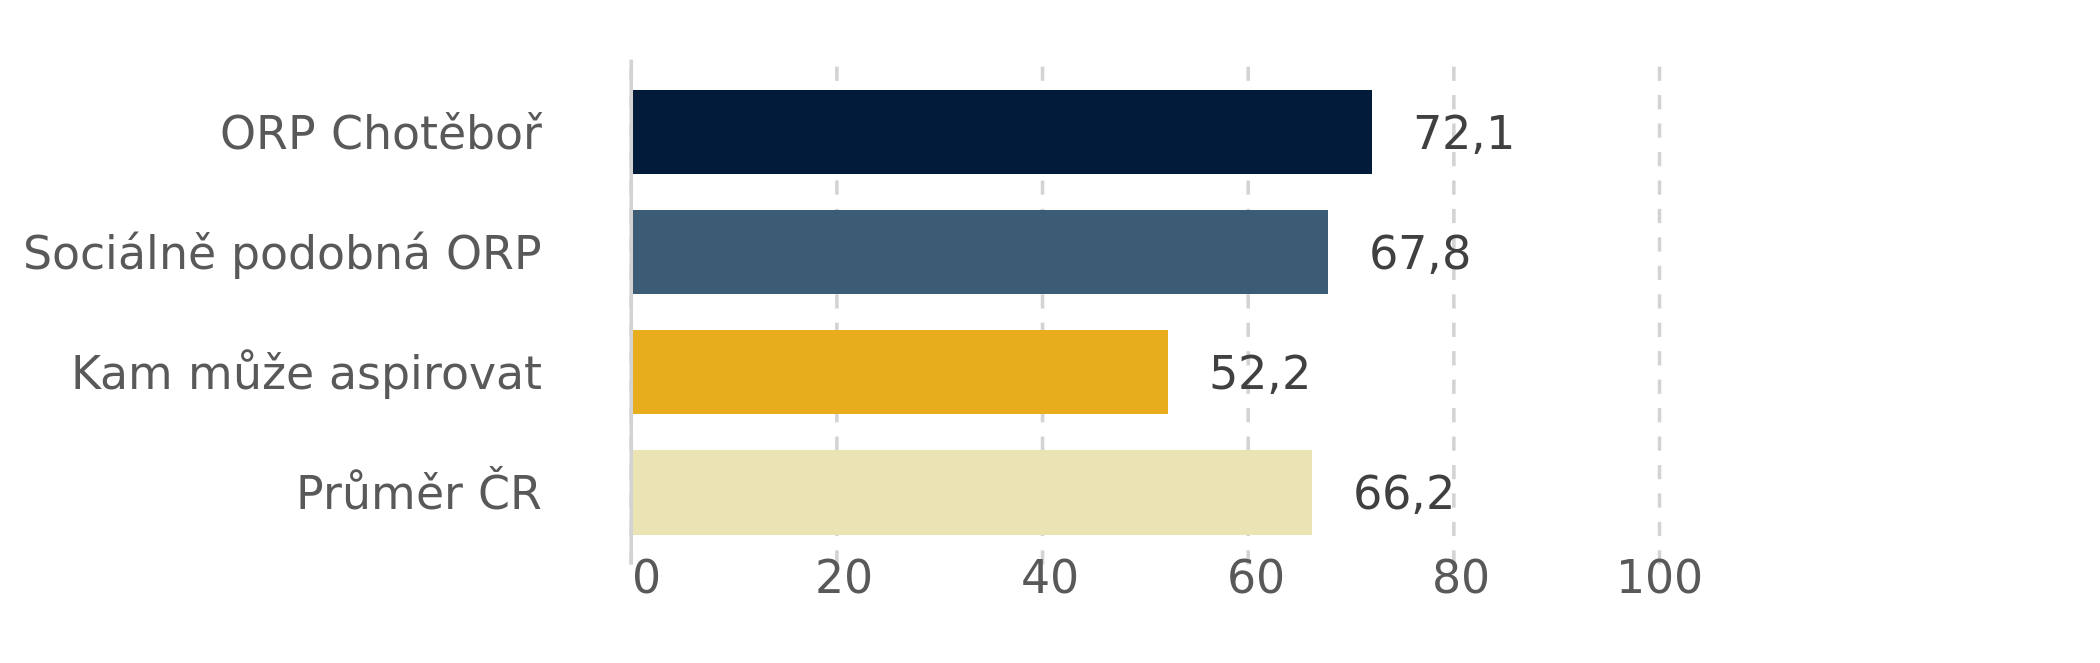 ORP Chotěboř
72,1
Sociálně podobná ORP
67,8
Kam může aspirovat
52,2
Průměr ČR
66,2
0 20 40 60 80 100